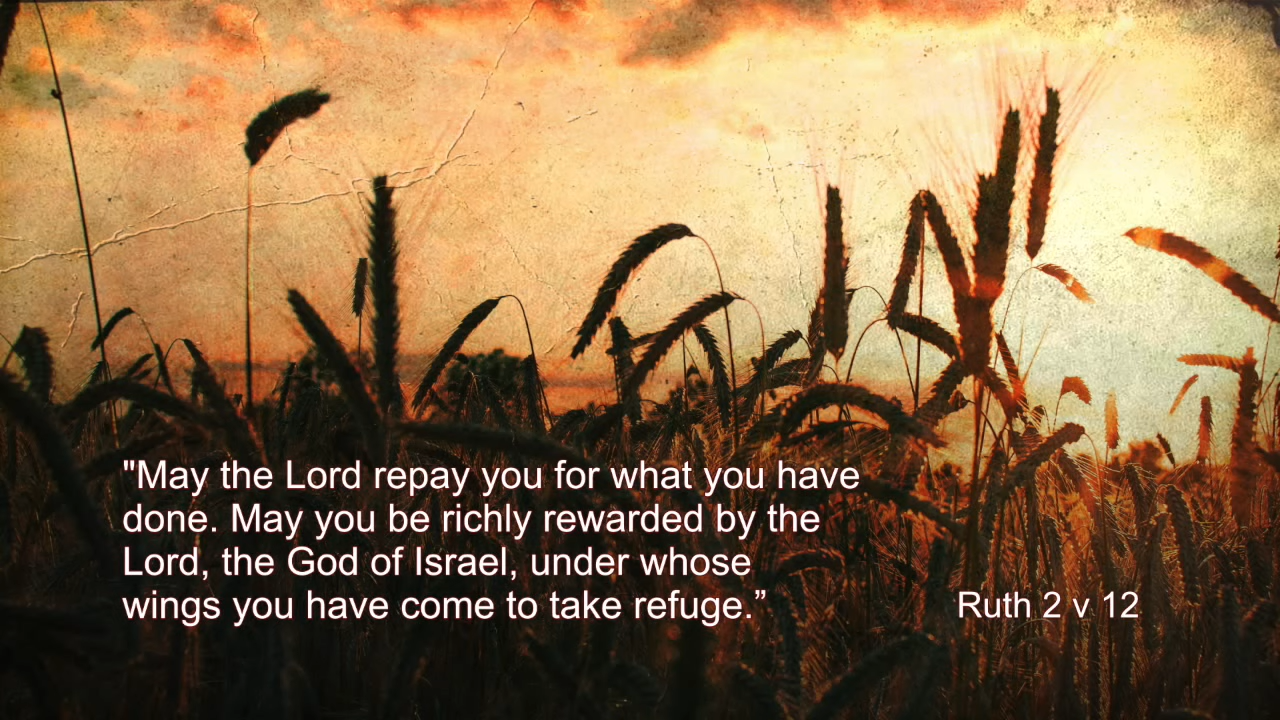 "May the Lord repay you for what you have
done. May you be richly rewarded by the
Lord, the God of Israel, under whose
wings you have come to take refuge.”
Ruth 2 v 12